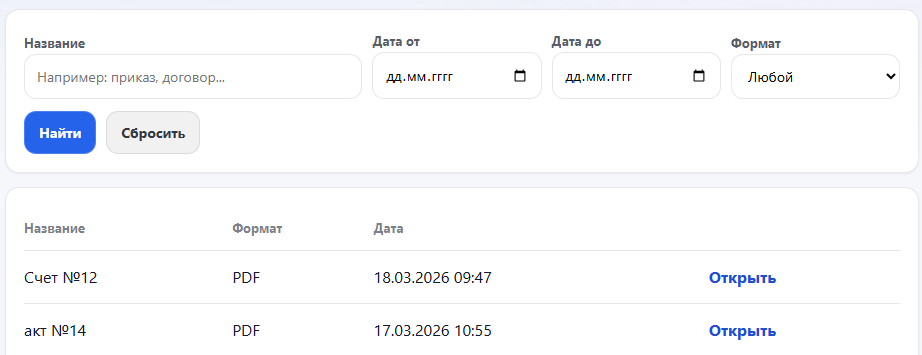 Название Дата от Дата до Формат
Например: приказ, договор... дд.мм.гггг дд.мм.гггг Любой
Найти Сбросить
Название Формат Дата
Счет №12 PDF 18.03.2026 09:47 Открыть
акт №14 PDF 17.03.2026 10:55 Открыть